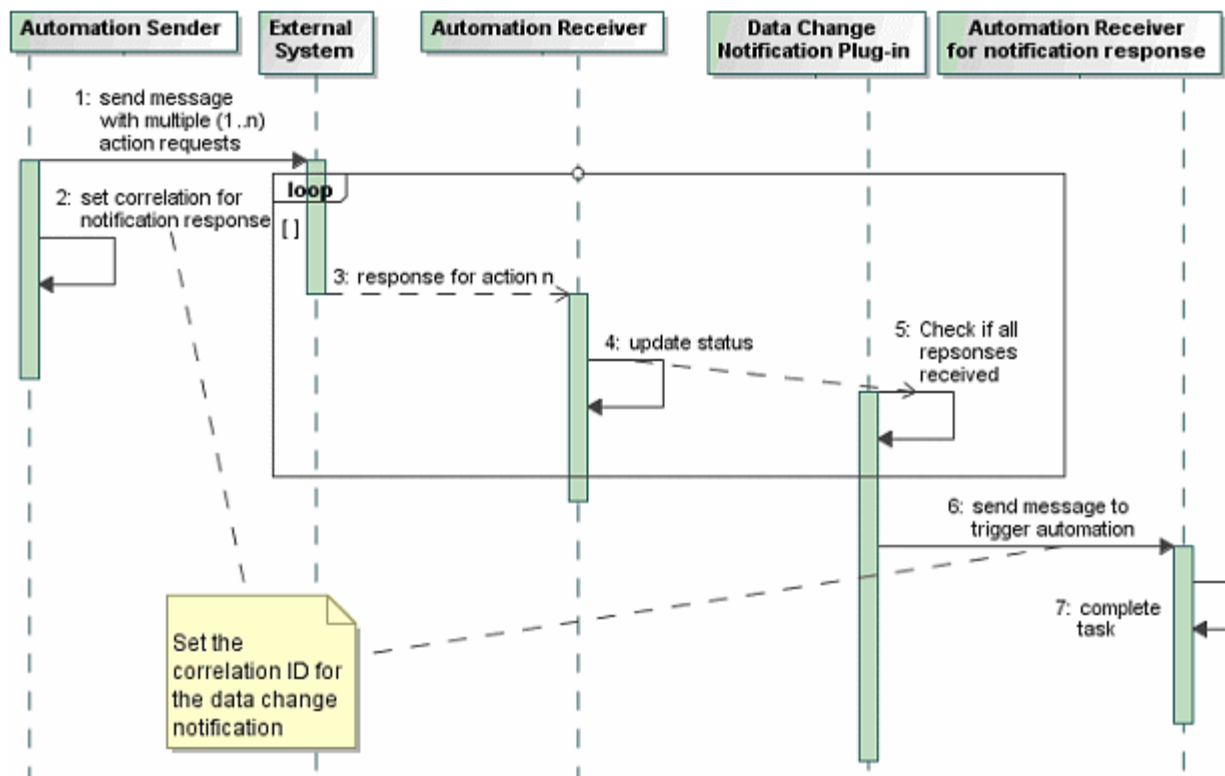 Automation Sender
External
System
Automation Receiver
Data Change
Notification Plug-in
Automation Receiver
for notification response
1: send message
with multiple (1..n)
action requests
loop
2: set correlation for
notification response
[ ]
3: response for action n
4: update status
5: Check if all
repsonses
received
6: send message to
trigger automation
7: complete
task
Set the
correlation ID for
the data change
notification